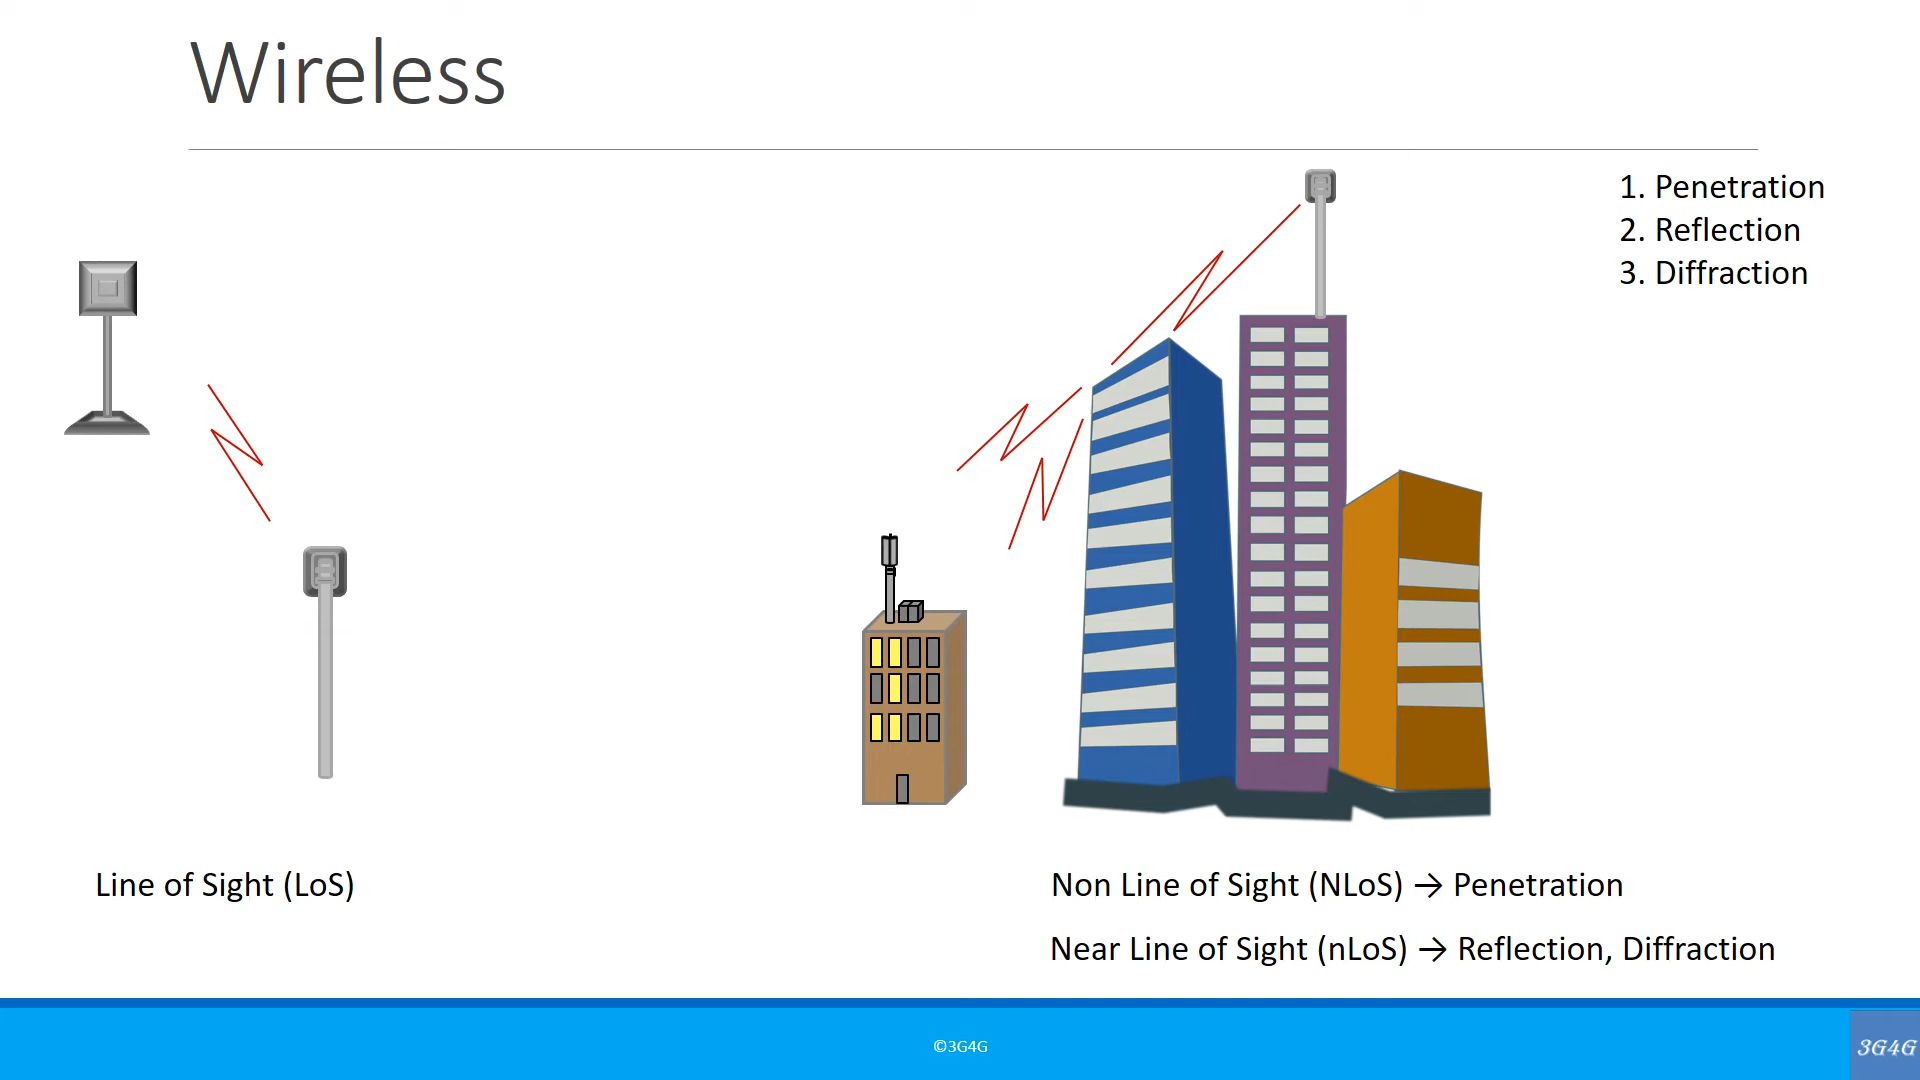 Wireless
1. Penetration
2. Reflection
3. Diffraction
Line of Sight (LoS)
Non Line of Sight (NLoS) → Penetration
Near Line of Sight (nLoS) → Reflection, Diffraction
©3G4G
3G4G